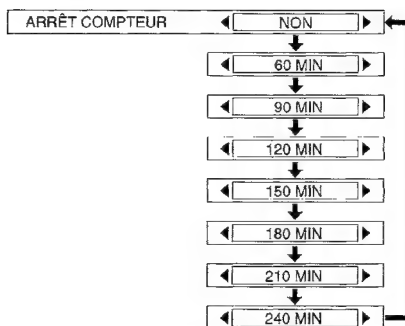 ARRÊT COMPTEUR NON
60 MIN
90 MIN
120 MIN
150 MIN
180 MIN
210 MIN
240 MIN